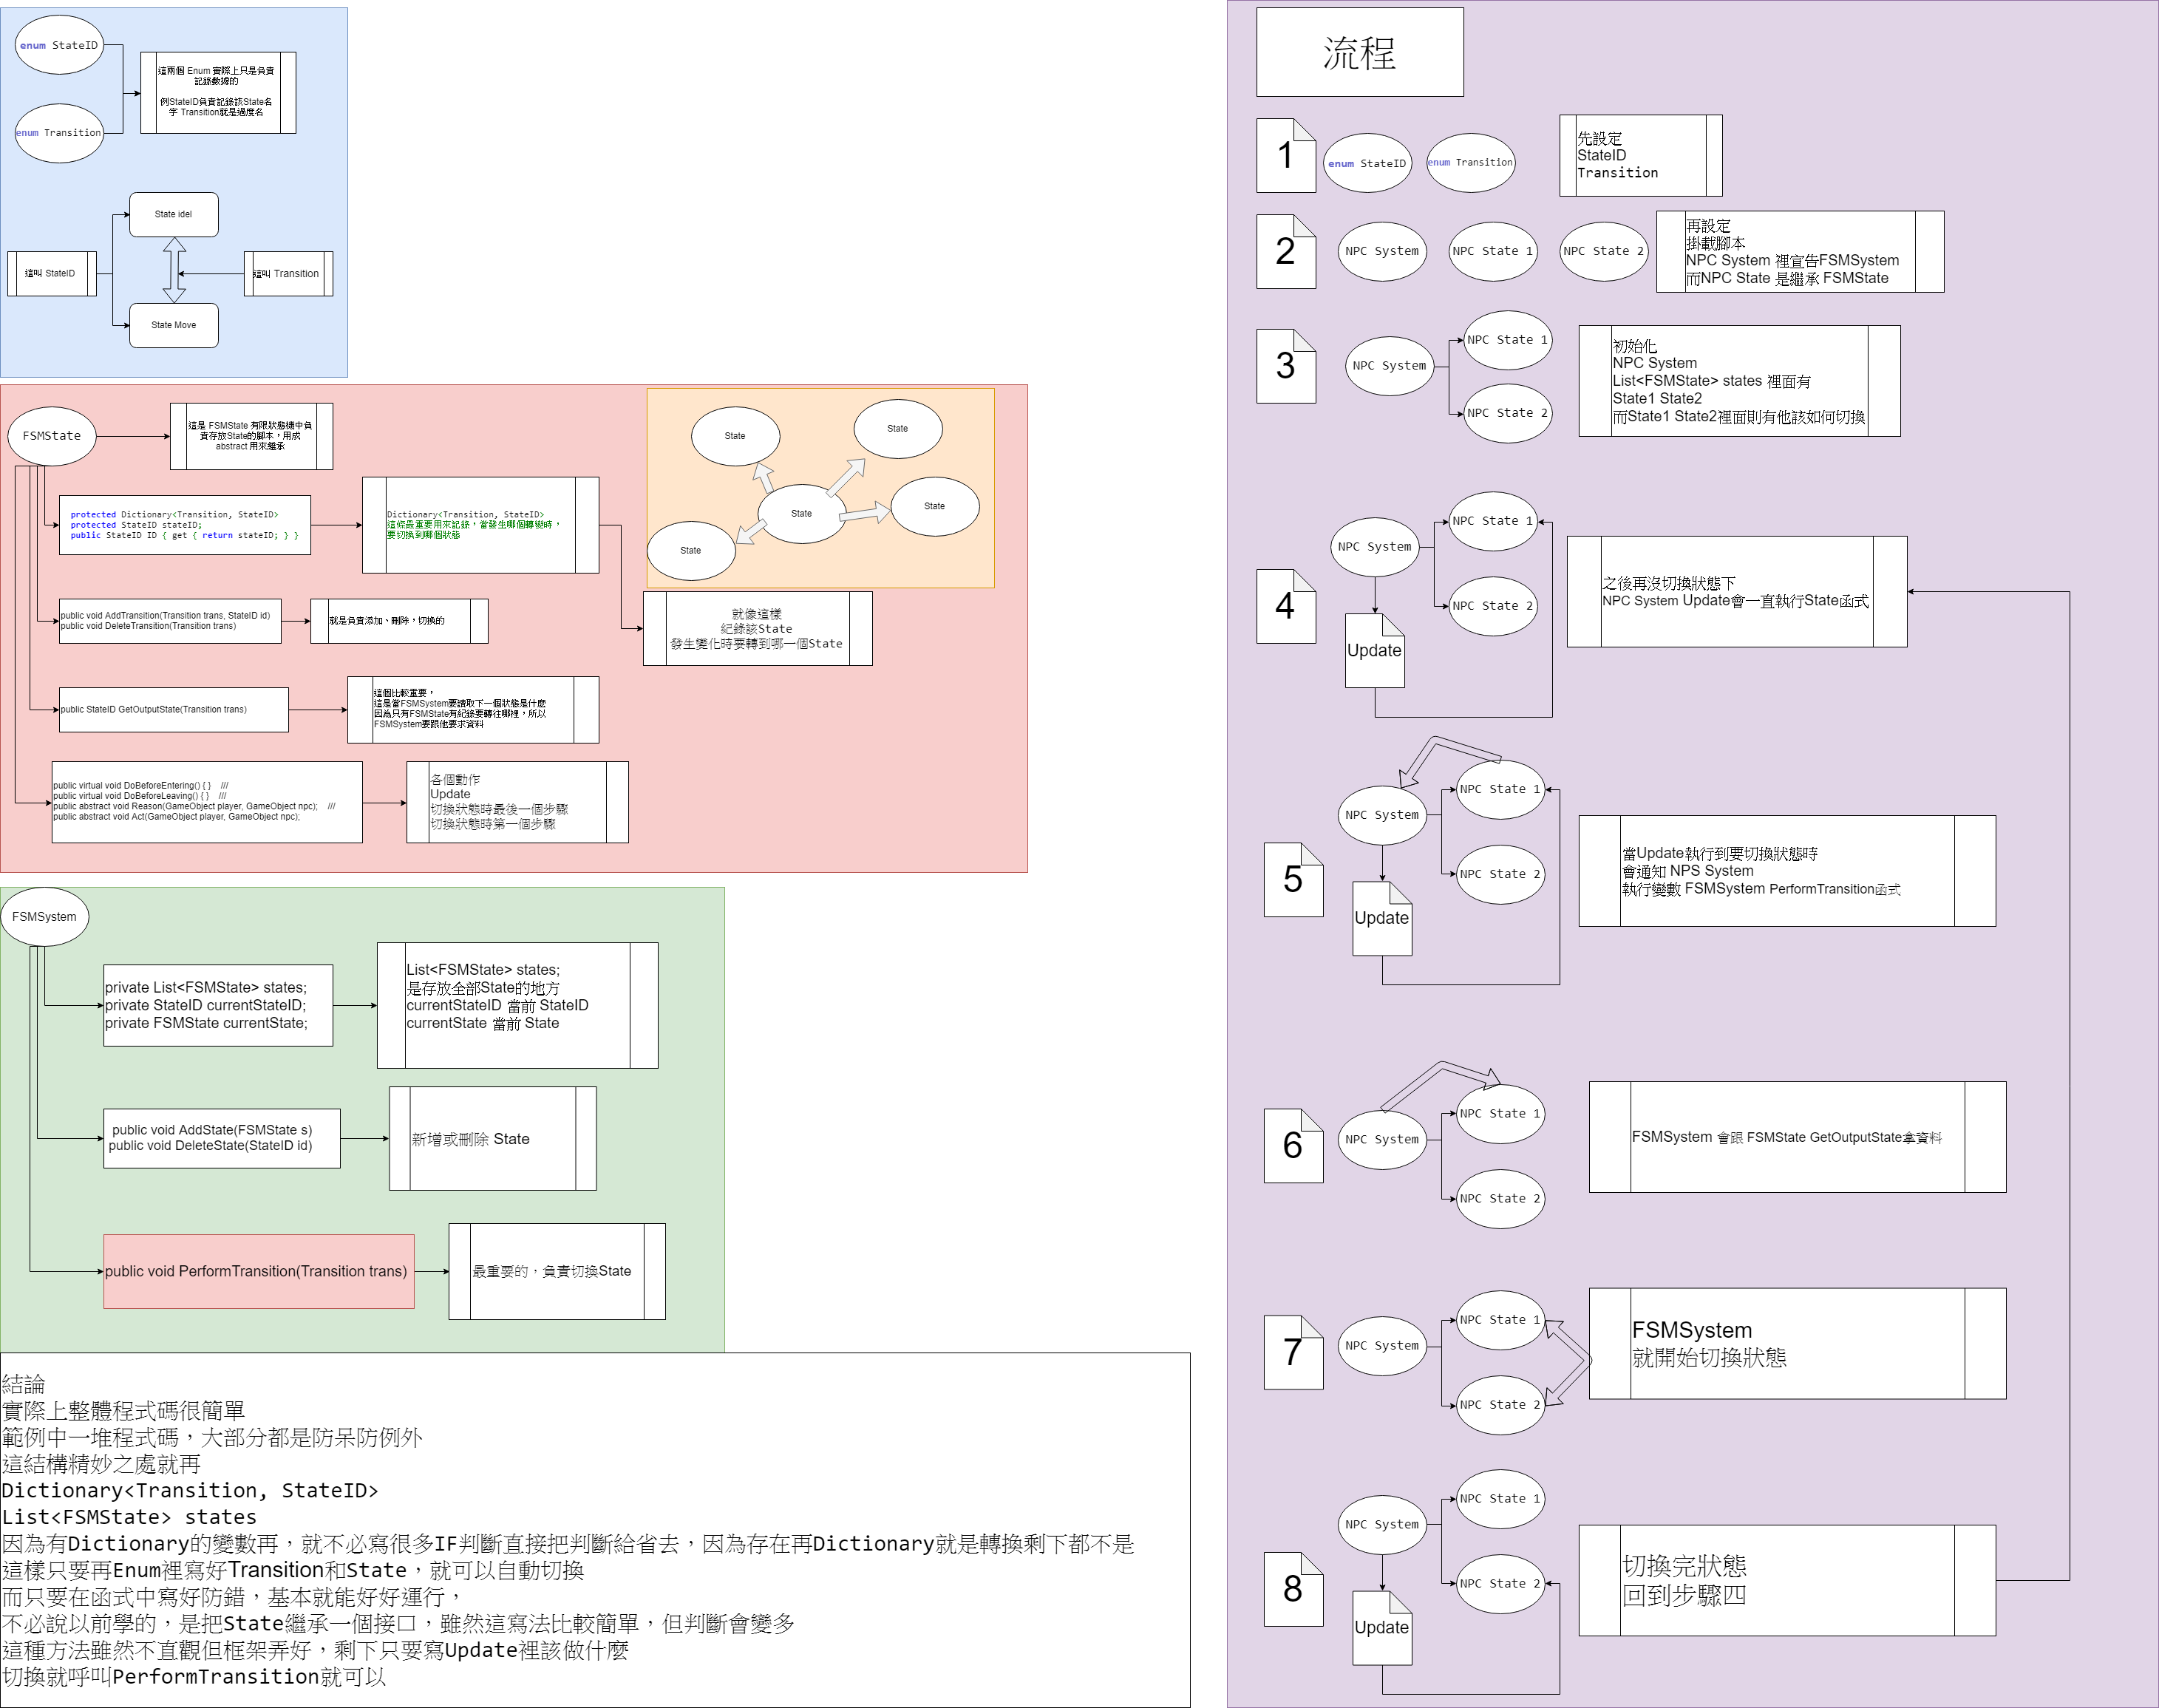 enum StateID
enum Transition
這兩個 Enum 實際上只是負責
記錄數據的
例StateID負責記錄該State名
字 Transition就是過度名
State idel
這叫 StateID
這叫 Transition
State Move
FSMState
這是 FSMState 有限狀態機中負
責存放State的腳本，用成
abstract 用來繼承
protected Dictionary<Transition, StateID>
protected StateID stateID;
public StateID ID { get { return stateID; } }
Dictionary<Transition, StateID>
這條最重要用來記錄，當發生哪個轉變時，
要切換到哪個狀態
State
State
State
State
State
就像這樣
紀錄該State
發生變化時要轉到哪一個State
public void AddTransition(Transition trans, StateID id)
public void DeleteTransition(Transition trans)
就是負責添加、刪除，切換的
public StateID GetOutputState(Transition trans)
這個比較重要，
這是當FSMSystem要讀取下一個狀態是什麼
因為只有FSMState有紀錄要轉往哪裡，所以
FSMSystem要跟他要求資料
public virtual void DoBeforeEntering() { }    ///
public virtual void DoBeforeLeaving() { }    ///
public abstract void Reason(GameObject player, GameObject npc);    ///
public abstract void Act(GameObject player, GameObject npc);
各個動作
Update
切換狀態時最後一個步驟
切換狀態時第一個步驟
FSMSystem
private List<FSMState> states;
private StateID currentStateID;
private FSMState currentState;
List<FSMState> states;
是存放全部State的地方
currentStateID 當前 StateID
currentState 當前 State
public void AddState(FSMState s)
public void DeleteState(StateID id)
新增或刪除 State
public void PerformTransition(Transition trans)
最重要的，負責切換State
結論
實際上整體程式碼很簡單
範例中一堆程式碼，大部分都是防呆防例外
這結構精妙之處就再
Dictionary<Transition, StateID>
List<FSMState> states
因為有Dictionary的變數再，就不必寫很多IF判斷直接把判斷給省去，因為存在再Dictionary就是轉換剩下都不是
這樣只要再Enum裡寫好Transition和State，就可以自動切換
而只要在函式中寫好防錯，基本就能好好運行，
不必說以前學的，是把State繼承一個接口，雖然這寫法比較簡單，但判斷會變多
這種方法雖然不直觀但框架弄好，剩下只要寫Update裡該做什麼
切換就呼叫PerformTransition就可以
流程
1
enum StateID
enum Transition
先設定
StateID
Transition
2
NPC System
NPC State 1
NPC State 2
再設定
掛載腳本
NPC System 裡宣告FSMSystem
而NPC State 是繼承 FSMState
3
NPC System
NPC State 1
NPC State 2
初始化
NPC System
List<FSMState> states 裡面有
State1 State2
而State1 State2裡面則有他該如何切換
4
NPC System
NPC State 1
NPC State 2
Update
之後再沒切換狀態下
NPC System Update會一直執行State函式
5
NPC System
NPC State 1
NPC State 2
Update
當Update執行到要切換狀態時
會通知 NPS System
執行變數 FSMSystem PerformTransition函式
6
NPC System
NPC State 1
NPC State 2
FSMSystem 會跟 FSMState GetOutputState拿資料
7
NPC System
NPC State 1
NPC State 2
FSMSystem
就開始切換狀態
8
NPC System
NPC State 1
NPC State 2
Update
切換完狀態
回到步驟四